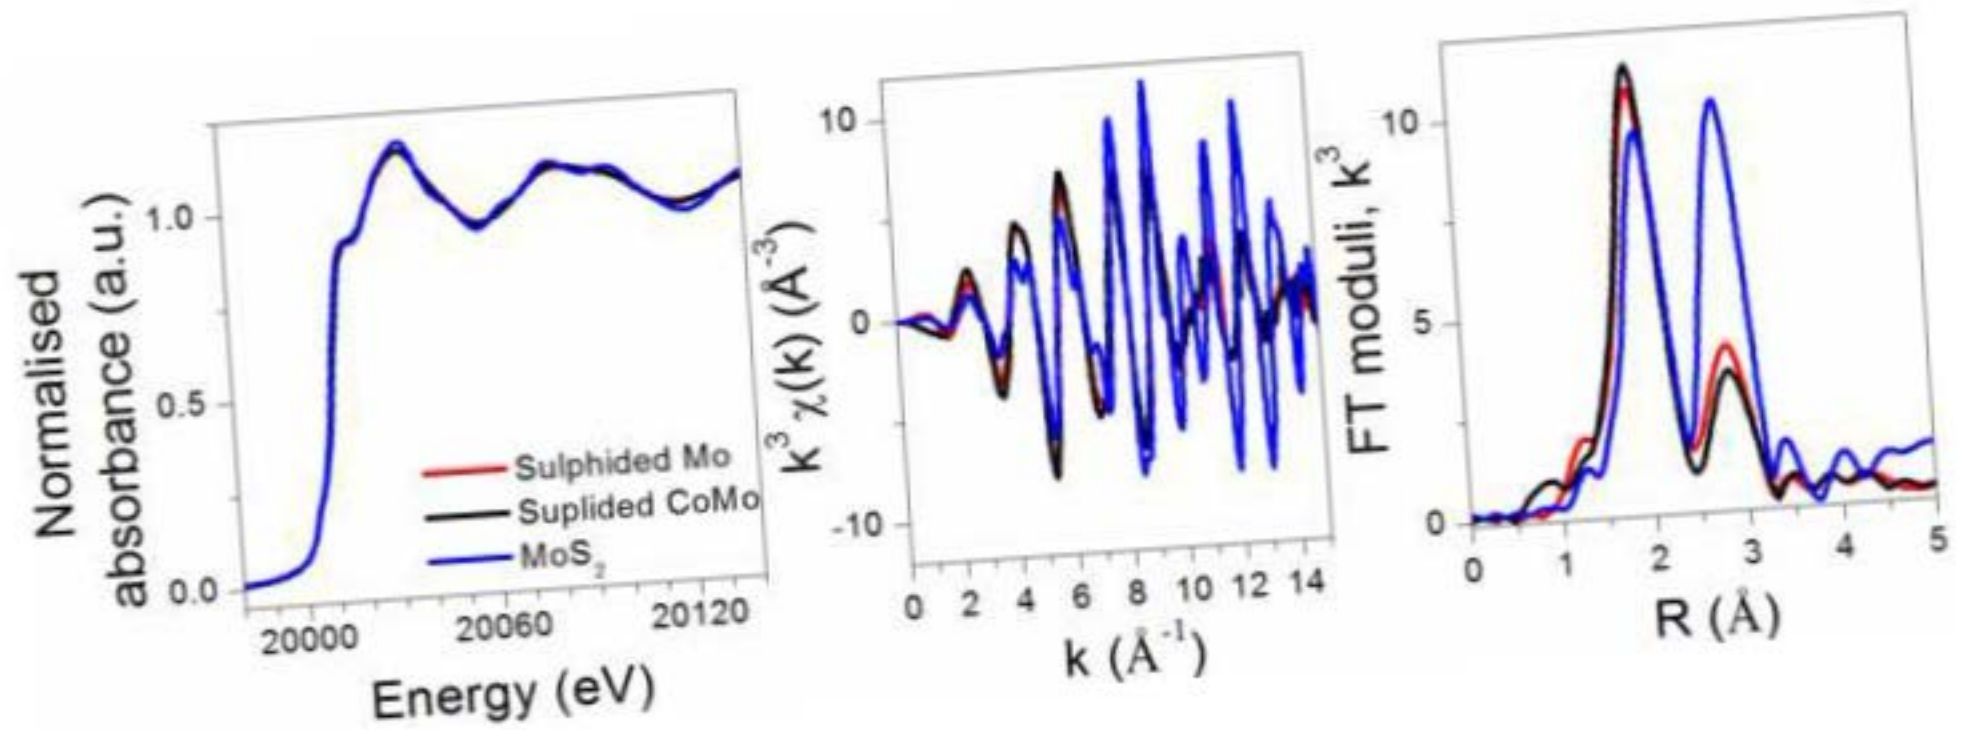 Normalised
absorbance (a.u.)
1.0
0.5
0.0
20000 20060 20120
Energy (eV)
Sulphided Mo
Suplided CoMo
MoS₂
k³ χ(k) (Å⁻³)
10
0
-10
0 2 4 6 8 10 12 14
k (Å⁻¹)
FT moduli, k³
10
5
0
0 1 2 3 4 5
R (Å)